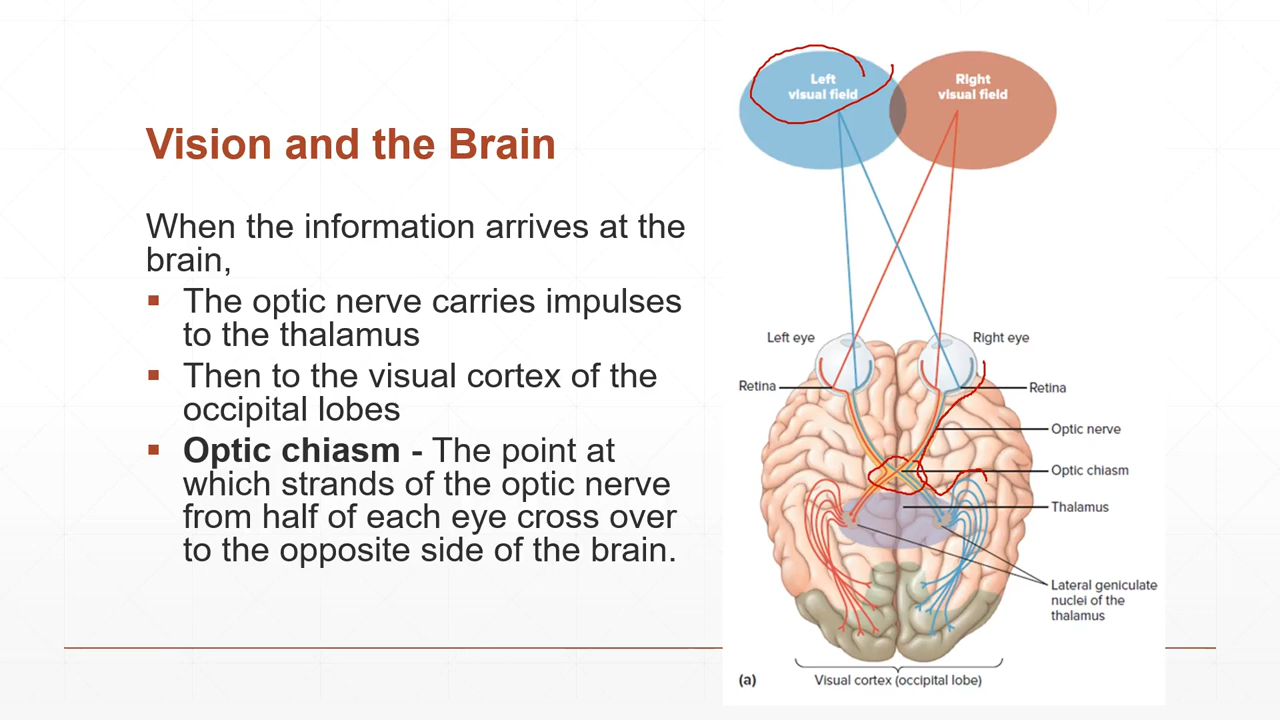 Vision and the Brain
When the information arrives at the
brain,
▪ The optic nerve carries impulses
to the thalamus
▪ Then to the visual cortex of the
occipital lobes
▪ Optic chiasm - The point at
which strands of the optic nerve
from half of each eye cross over
to the opposite side of the brain.
Left
visual field
Right
visual field
Left eye
Right eye
Retina
Retina
Optic nerve
Optic chiasm
Thalamus
Lateral geniculate
nuclei of the
thalamus
(a)
Visual cortex (occipital lobe)